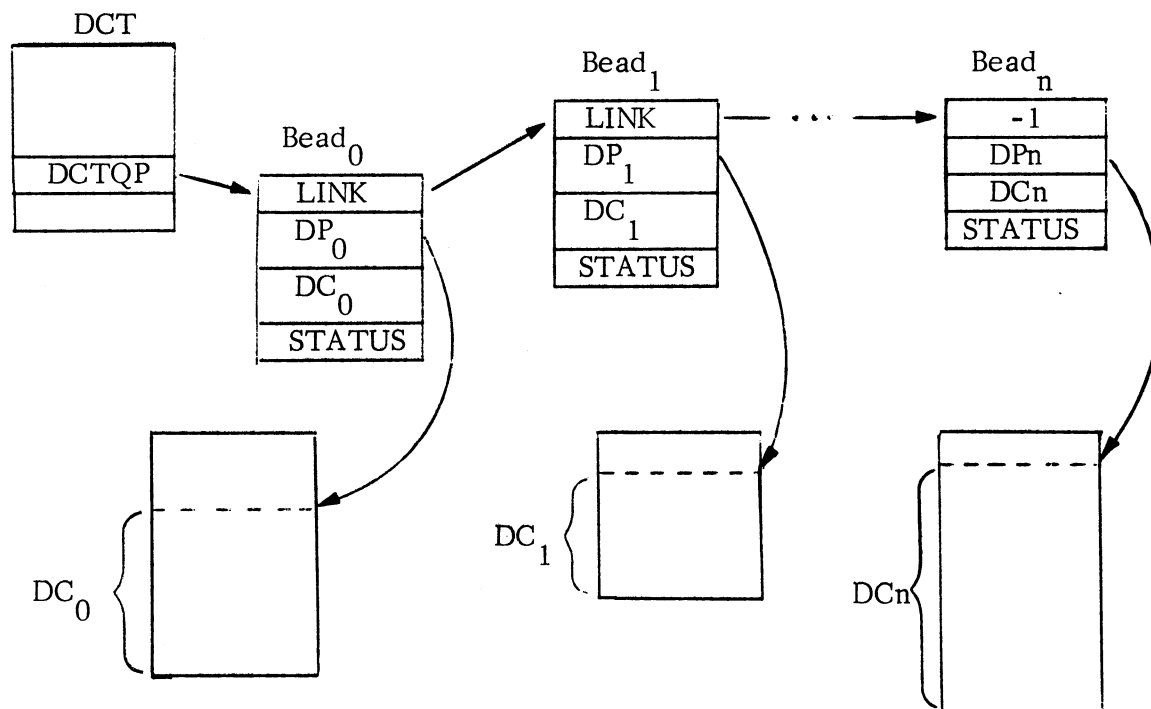 DCT
DCTQP
Bead0
LINK
DP0
DC0
STATUS
Bead1
LINK
DP1
DC1
STATUS
...
Beadn
-1
DPn
DCn
STATUS
DC0
DC1
DCn